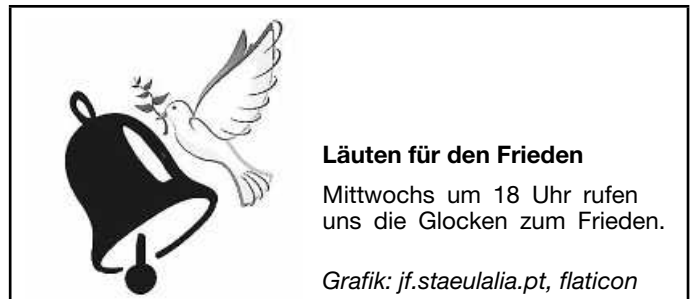 Läuten für den Frieden
Mittwochs um 18 Uhr rufen
uns die Glocken zum Frieden.
Grafik: jf.staeulalia.pt, flaticon